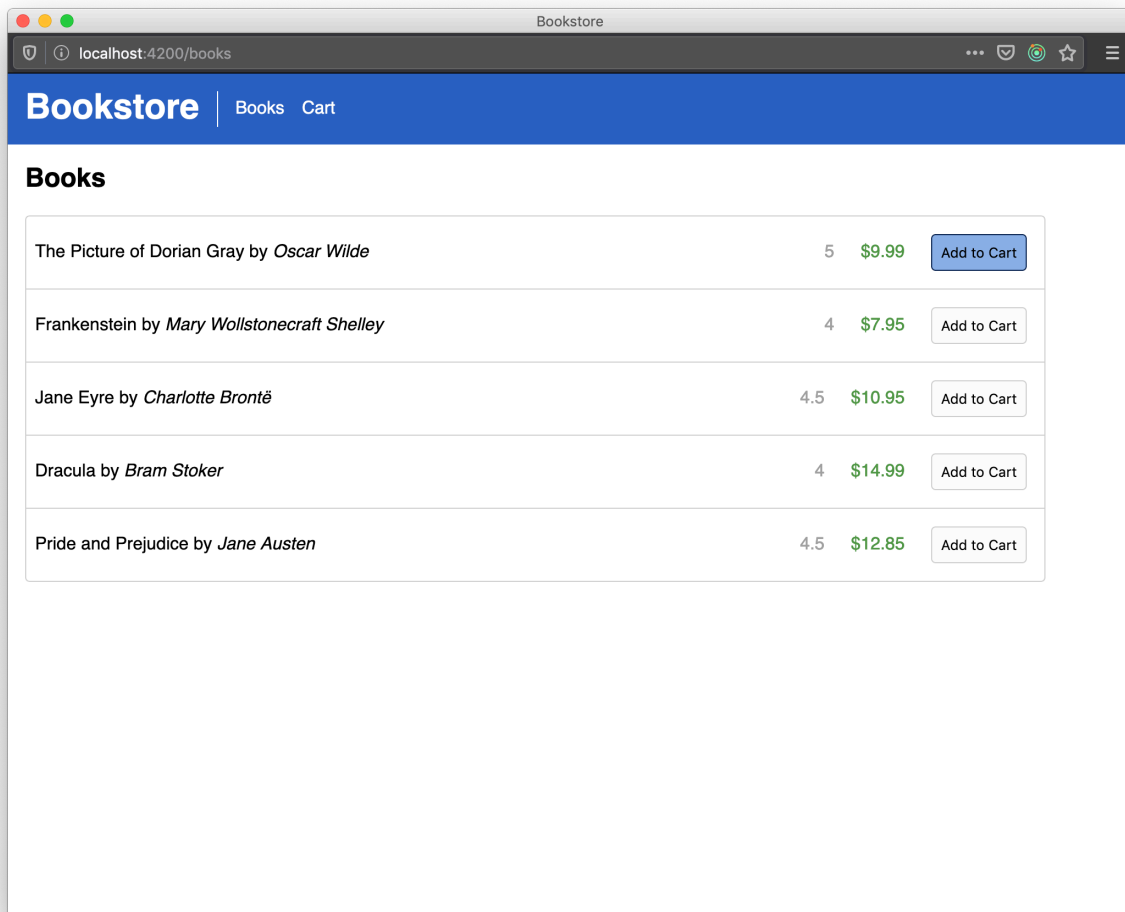 Bookstore
localhost:4200/books
Bookstore Books Cart
Books
The Picture of Dorian Gray by Oscar Wilde 5 $9.99 Add to Cart
Frankenstein by Mary Wollstonecraft Shelley 4 $7.95 Add to Cart
Jane Eyre by Charlotte Brontë 4.5 $10.95 Add to Cart
Dracula by Bram Stoker 4 $14.99 Add to Cart
Pride and Prejudice by Jane Austen 4.5 $12.85 Add to Cart